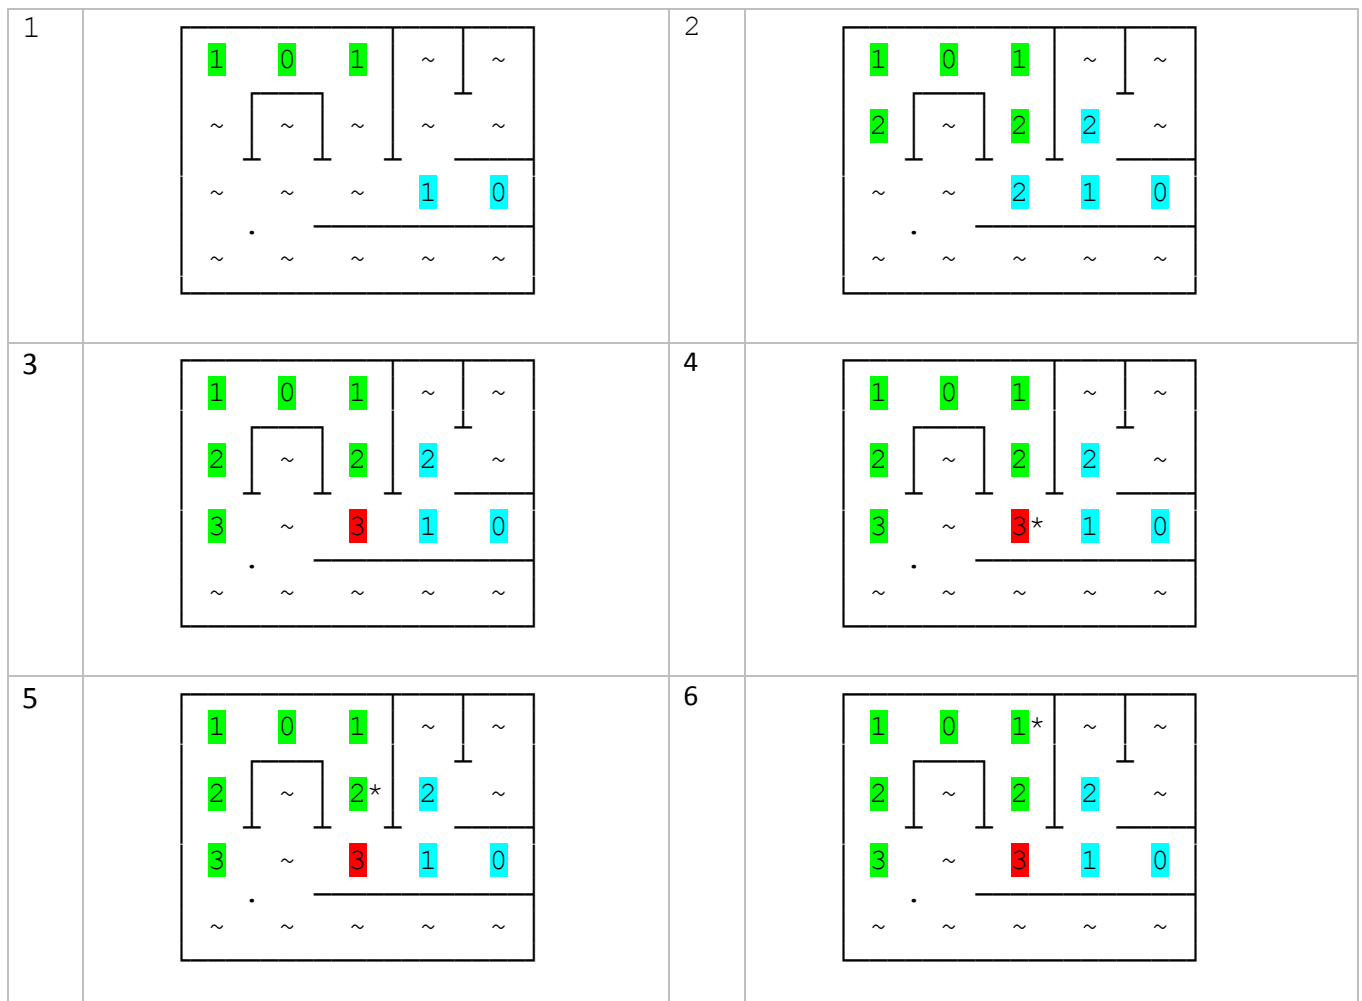 1
1 0 1 ~ ~
~ ~ ~ ~ ~
~ ~ ~ 1 0
~ ~ ~ ~ ~
2
1 0 1 ~ ~
2 ~ 2 2 ~
~ ~ 2 1 0
~ ~ ~ ~ ~
3
1 0 1 ~ ~
2 ~ 2 2 ~
3 ~ 3 1 0
~ ~ ~ ~ ~
4
1 0 1 ~ ~
2 ~ 2 2 ~
3 ~ 3* 1 0
~ ~ ~ ~ ~
5
1 0 1 ~ ~
2 ~ 2* 2 ~
3 ~ 3 1 0
~ ~ ~ ~ ~
6
1 0 1* ~ ~
2 ~ 2 2 ~
3 ~ 3 1 0
~ ~ ~ ~ ~